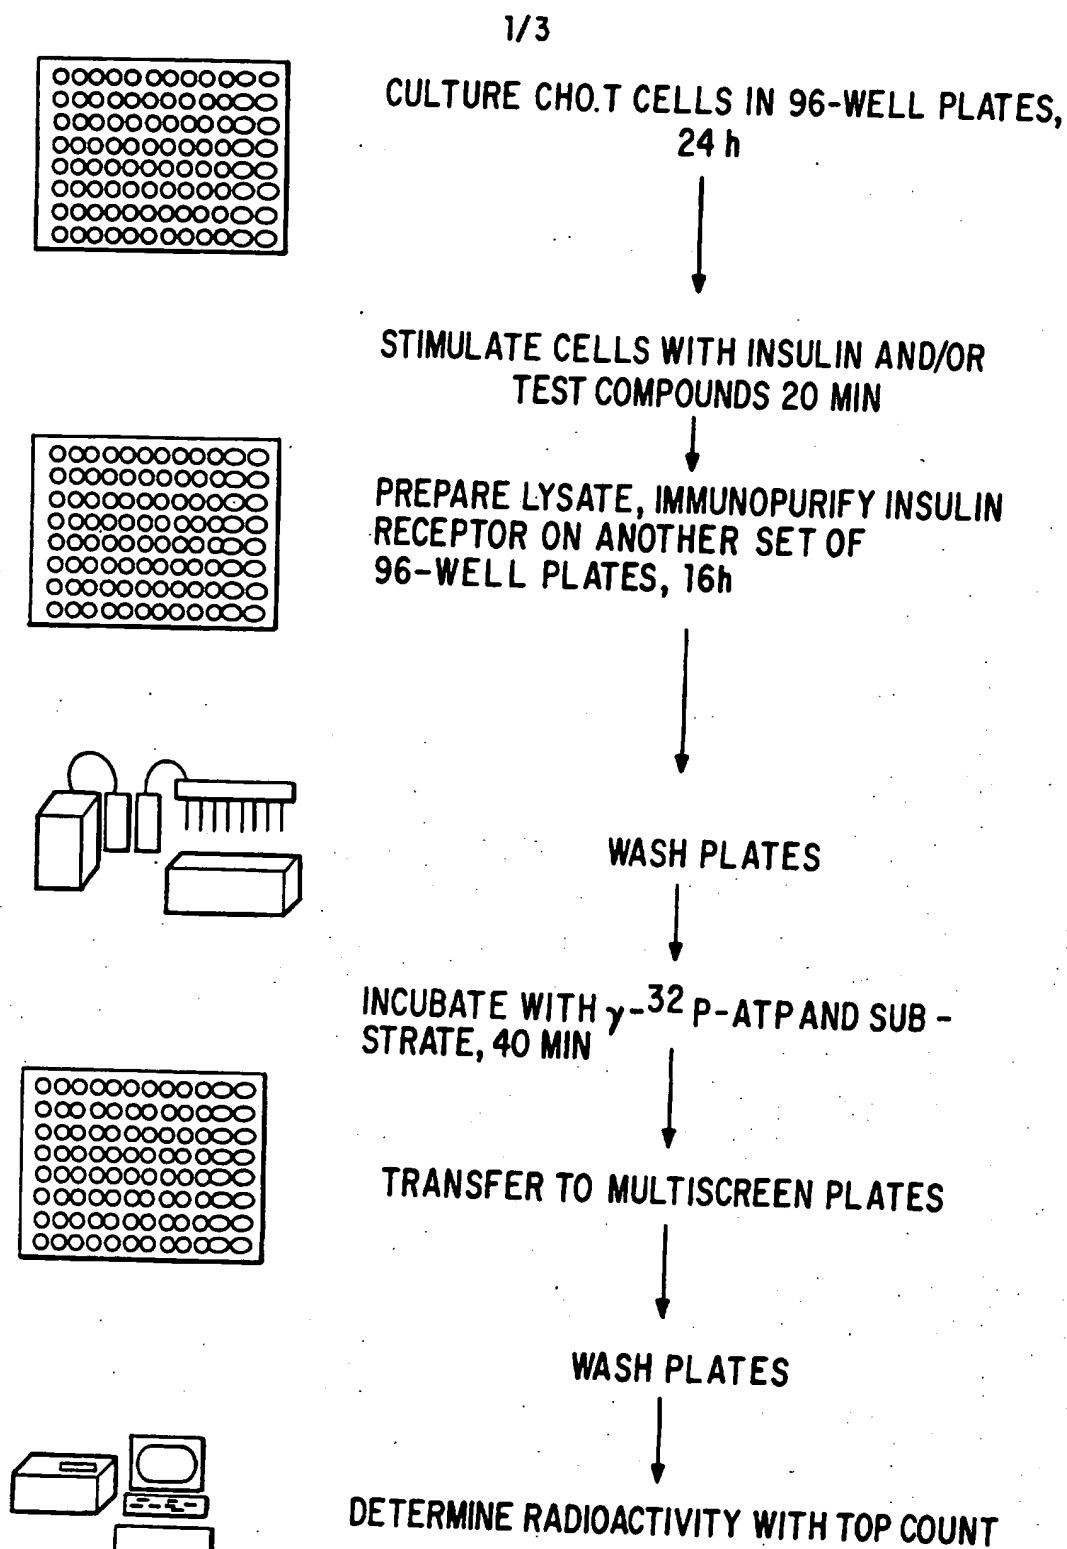 1/3
CULTURE CHO.T CELLS IN 96-WELL PLATES,
24 h
STIMULATE CELLS WITH INSULIN AND/OR
TEST COMPOUNDS 20 MIN
PREPARE LYSATE, IMMUNOPURIFY INSULIN
RECEPTOR ON ANOTHER SET OF
96-WELL PLATES, 16h
WASH PLATES
INCUBATE WITH γ-³² P-ATP AND SUB-
STRATE, 40 MIN
TRANSFER TO MULTISCREEN PLATES
WASH PLATES
DETERMINE RADIOACTIVITY WITH TOP COUNT